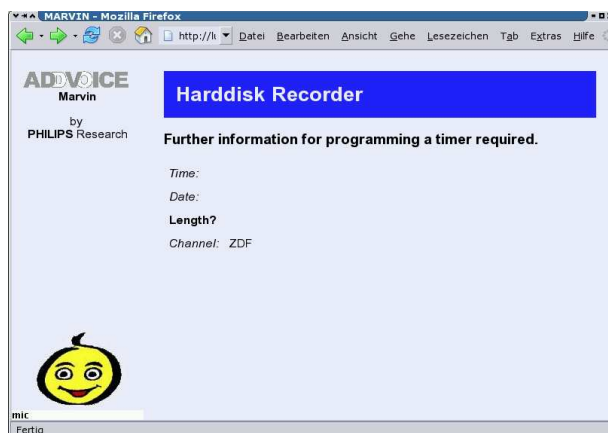 MARVIN - Mozilla Firefox
http://l Datei Bearbeiten Ansicht Gehe Lesezeichen Tab Extras Hilfe
ADDVOICE
Marvin
by
PHILIPS Research
Harddisk Recorder
Further information for programming a timer required.
Time:
Date:
Length?
Channel: ZDF
mic
Fertig